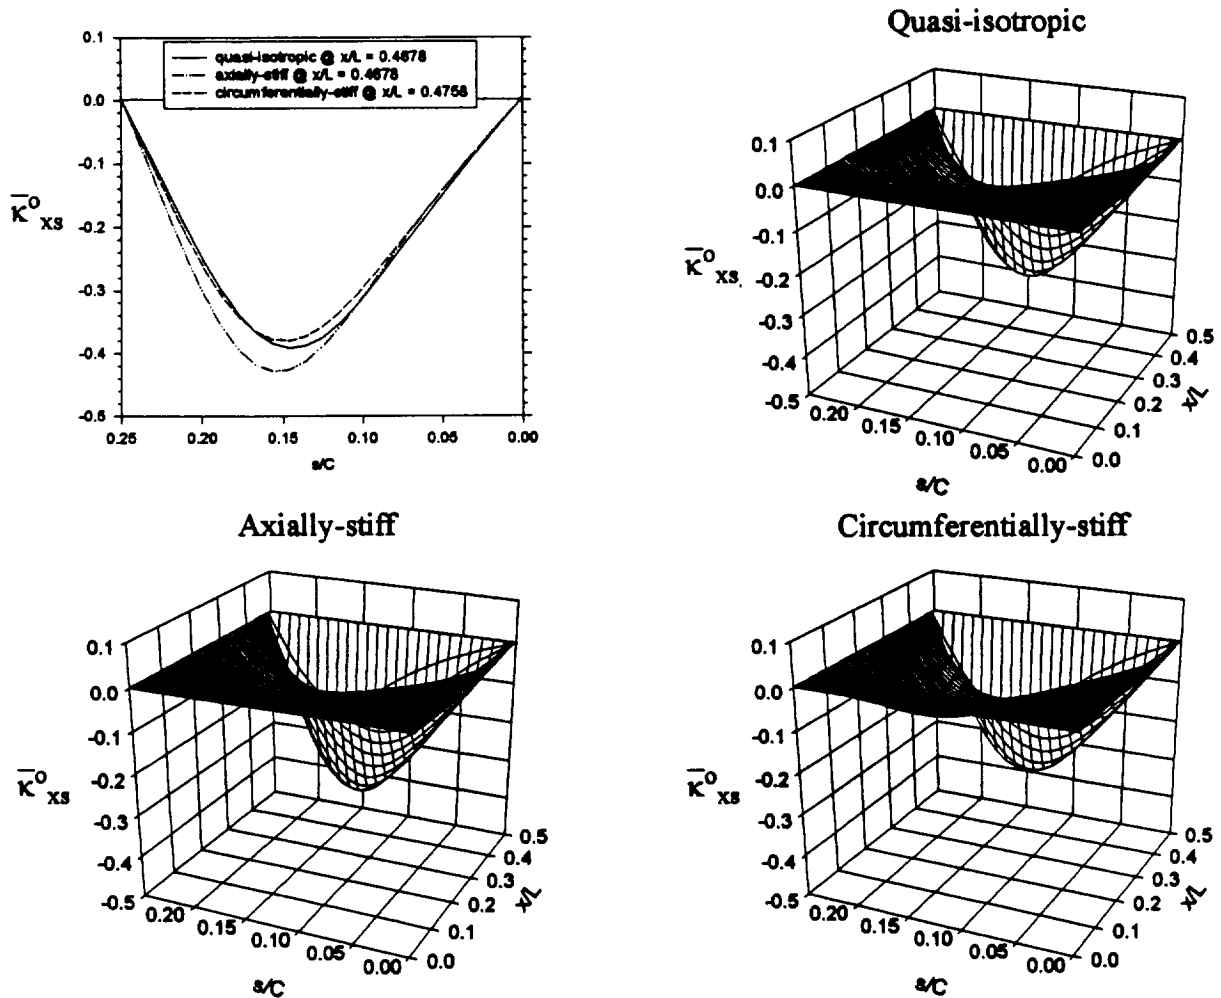 0.1
quasi-isotropic @ x/L = 0.4678
axially-stiff @ x/L = 0.4678
circumferentially-stiff @ x/L = 0.4758
0.0
-0.1
-0.2
-0.3
-0.4
-0.5
κ̅°xs
0.25 0.20 0.15 0.10 0.05 0.00
s/C
Quasi-isotropic
0.1
0.0
-0.1
-0.2
-0.3
-0.4
-0.5
κ̅°xs
0.20 0.15 0.10 0.05 0.00
s/C
0.5
0.4
0.3
0.2
0.1
0.0
x/L
Axially-stiff
0.1
0.0
-0.1
-0.2
-0.3
-0.4
-0.5
κ̅°xs
0.20 0.15 0.10 0.05 0.00
s/C
0.5
0.4
0.3
0.2
0.1
0.0
x/L
Circumferentially-stiff
0.1
0.0
-0.1
-0.2
-0.3
-0.4
-0.5
κ̅°xs
0.20 0.15 0.10 0.05 0.00
s/C
0.5
0.4
0.3
0.2
0.1
0.0
x/L